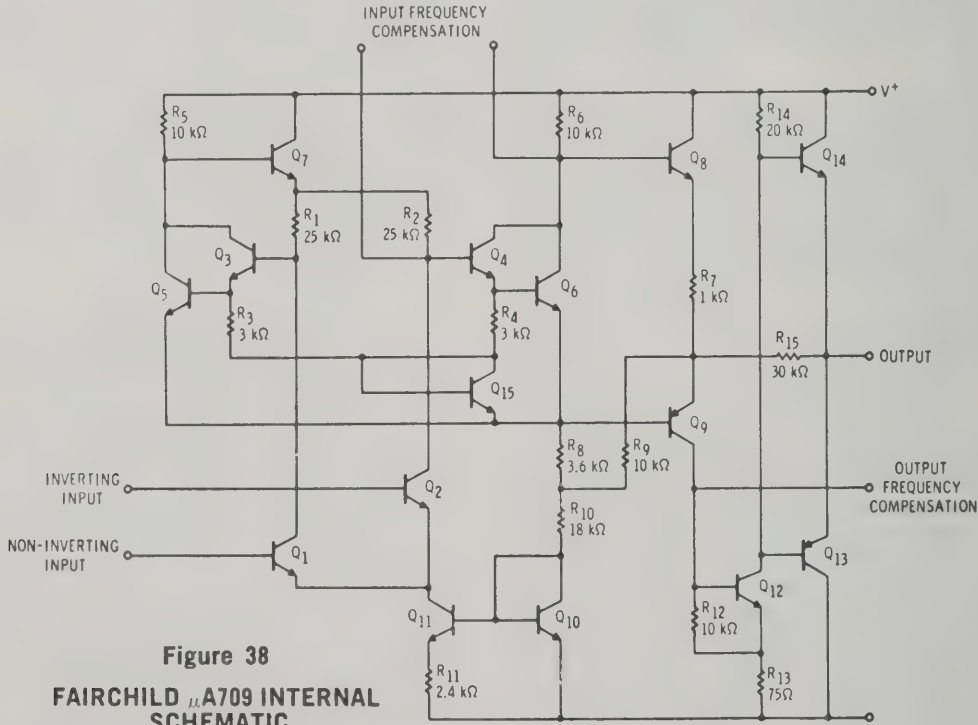 INPUT FREQUENCY
COMPENSATION
V+
R5
10 kΩ
R6
10 kΩ
R14
20 kΩ
Q7
Q8
Q14
R1
25 kΩ
R2
25 kΩ
Q3
Q4
Q5
Q6
R7
1 kΩ
R3
3 kΩ
R4
3 kΩ
R15
30 kΩ
OUTPUT
Q15
Q9
R8
3.6 kΩ
R9
10 kΩ
INVERTING
INPUT
Q2
OUTPUT
FREQUENCY
COMPENSATION
R10
18 kΩ
NON-INVERTING
INPUT
Q1
Q13
Q12
Q11
Q10
R12
10 kΩ
R11
2.4 kΩ
R13
75Ω
Figure 38
FAIRCHILD μA709 INTERNAL
SCHEMATIC